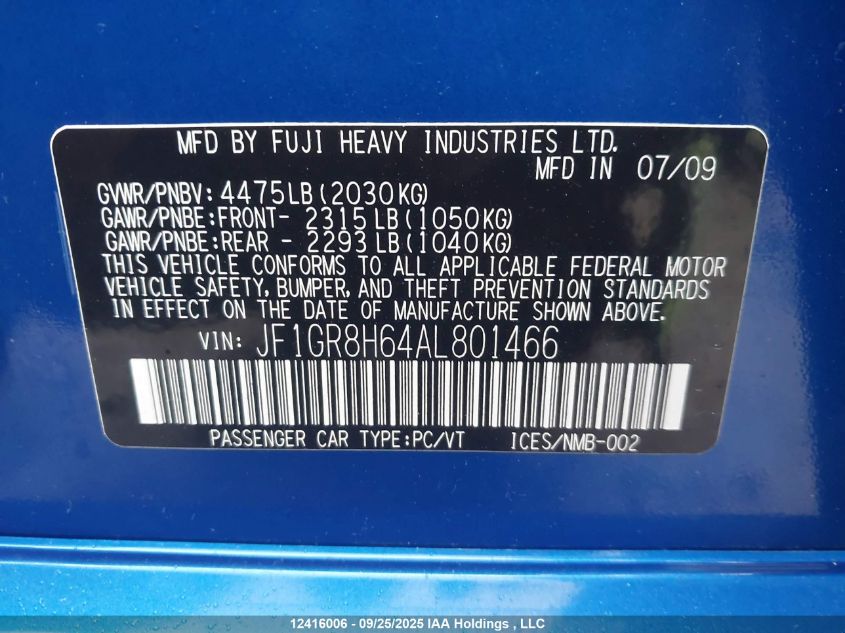 MFD BY FUJI HEAVY INDUSTRIES LTD.
MFD IN 07/09
GVWR/PNBV: 4475LB(2030KG)
GAWR/PNBE:FRONT- 2315LB(1050KG)
GAWR/PNBE:REAR - 2293LB(1040KG)
THIS VEHICLE CONFORMS TO ALL APPLICABLE FEDERAL MOTOR
VEHICLE SAFETY, BUMPER, AND THEFT PREVENTION STANDARDS
IN EFFECT ON THE DATE OF MANUFACTURE SHOWN ABOVE.
VIN: JF1GR8H64AL801466
PASSENGER CAR TYPE:PC/VT ICES/NMB-002
12416006 - 09/25/2025 IAA Holdings , LLC